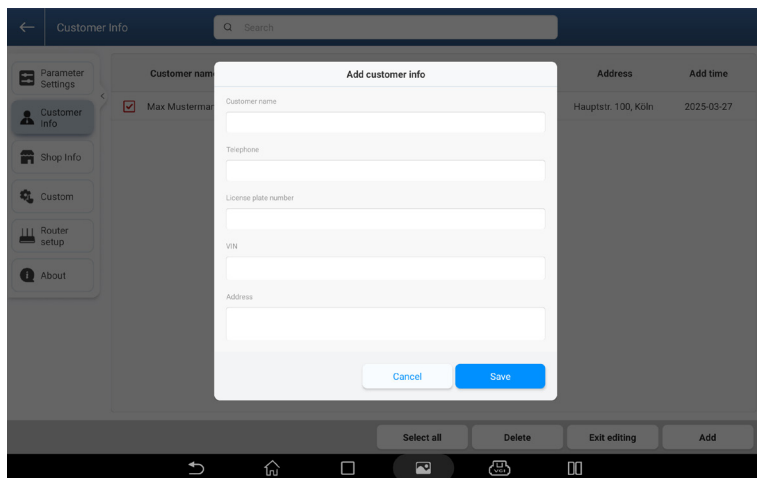 Customer Info
Search
Parameter
Settings
Customer
Info
Shop Info
Custom
Router
setup
About
Customer nam
Address
Add time
Max Musterma
Hauptstr. 100, Köln
2025-03-27
Add customer info
Customer name
Telephone
License plate number
VIN
Address
Cancel
Save
Select all
Delete
Exit editing
Add
VCI